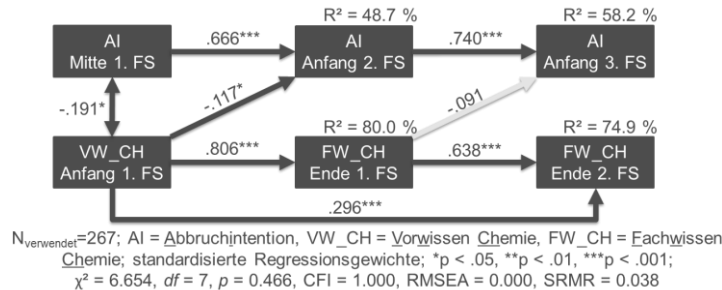 R² = 48.7 %
R² = 58.2 %
AI
Mitte 1. FS
.666***
AI
Anfang 2. FS
.740***
AI
Anfang 3. FS
-.191*
-.117*
-.091
R² = 80.0 %
R² = 74.9 %
VW_CH
Anfang 1. FS
.806***
FW_CH
Ende 1. FS
.638***
FW_CH
Ende 2. FS
.296***
Nverwendet=267; AI = Abbruchintention, VW_CH = Vorwissen Chemie, FW_CH = Fachwissen
Chemie; standardisierte Regressionsgewichte; *p < .05, **p < .01, ***p < .001;
χ² = 6.654, df = 7, p = 0.466, CFI = 1.000, RMSEA = 0.000, SRMR = 0.038